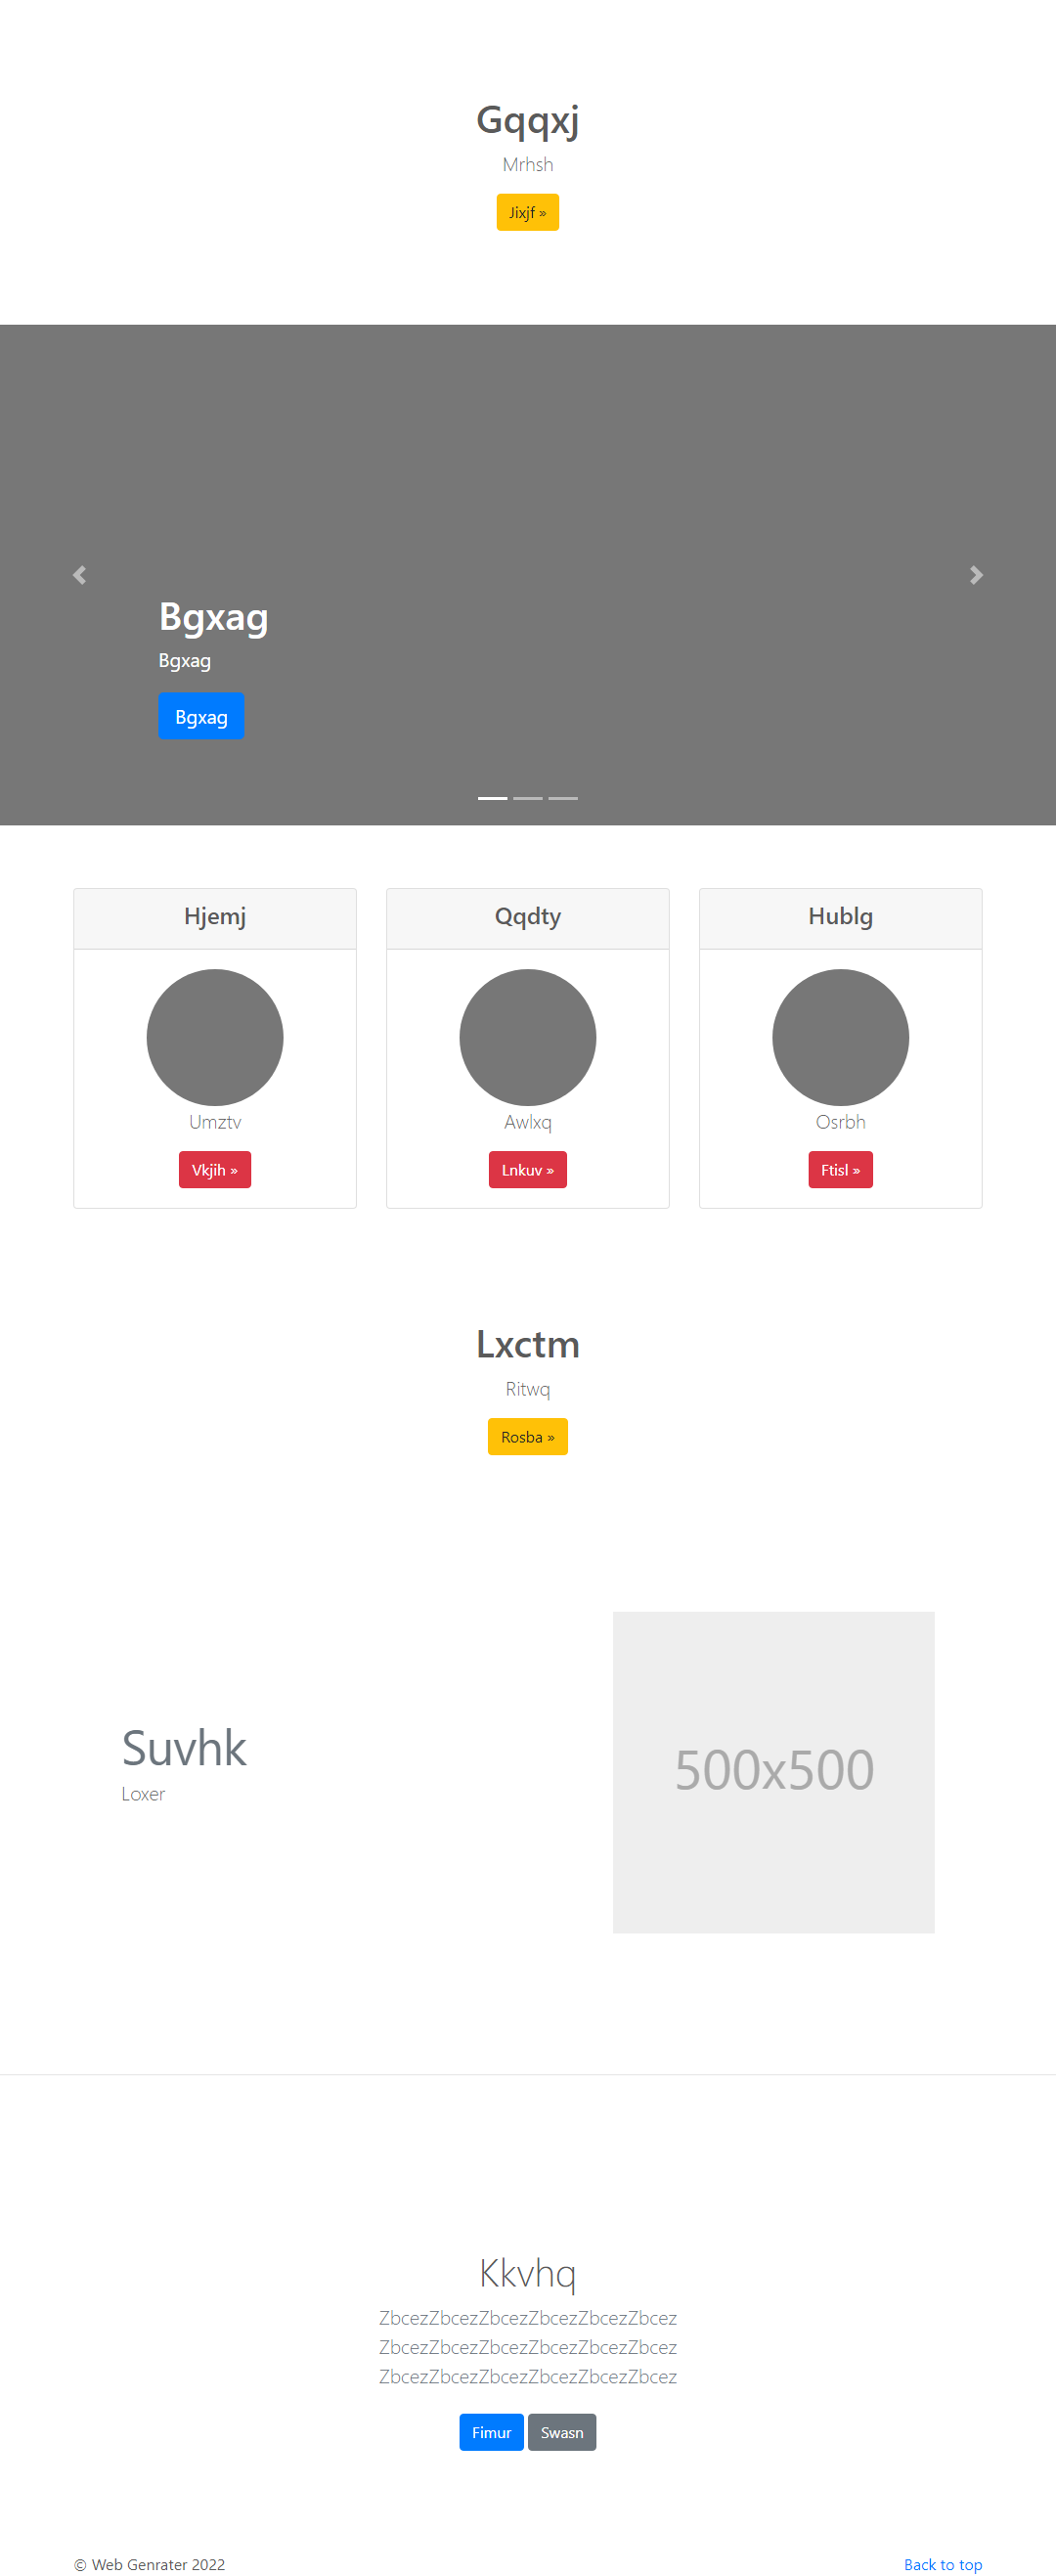 Gqqxj
Mrhsh
Jixjf »
Bgxag
Bgxag
Bgxag
Hjemj
Qqdty
Hublg
Umztv
Awlxq
Osrbh
Vkjih »
Lnkuv »
Ftisl »
Lxctm
Ritwq
Rosba »
Suvhk
Loxer
500x500
Kkvhq
ZbcezZbcezZbcezZbcezZbcezZbcez
ZbcezZbcezZbcezZbcezZbcezZbcez
ZbcezZbcezZbcezZbcezZbcezZbcez
Fimur Swasn
© Web Genrater 2022
Back to top